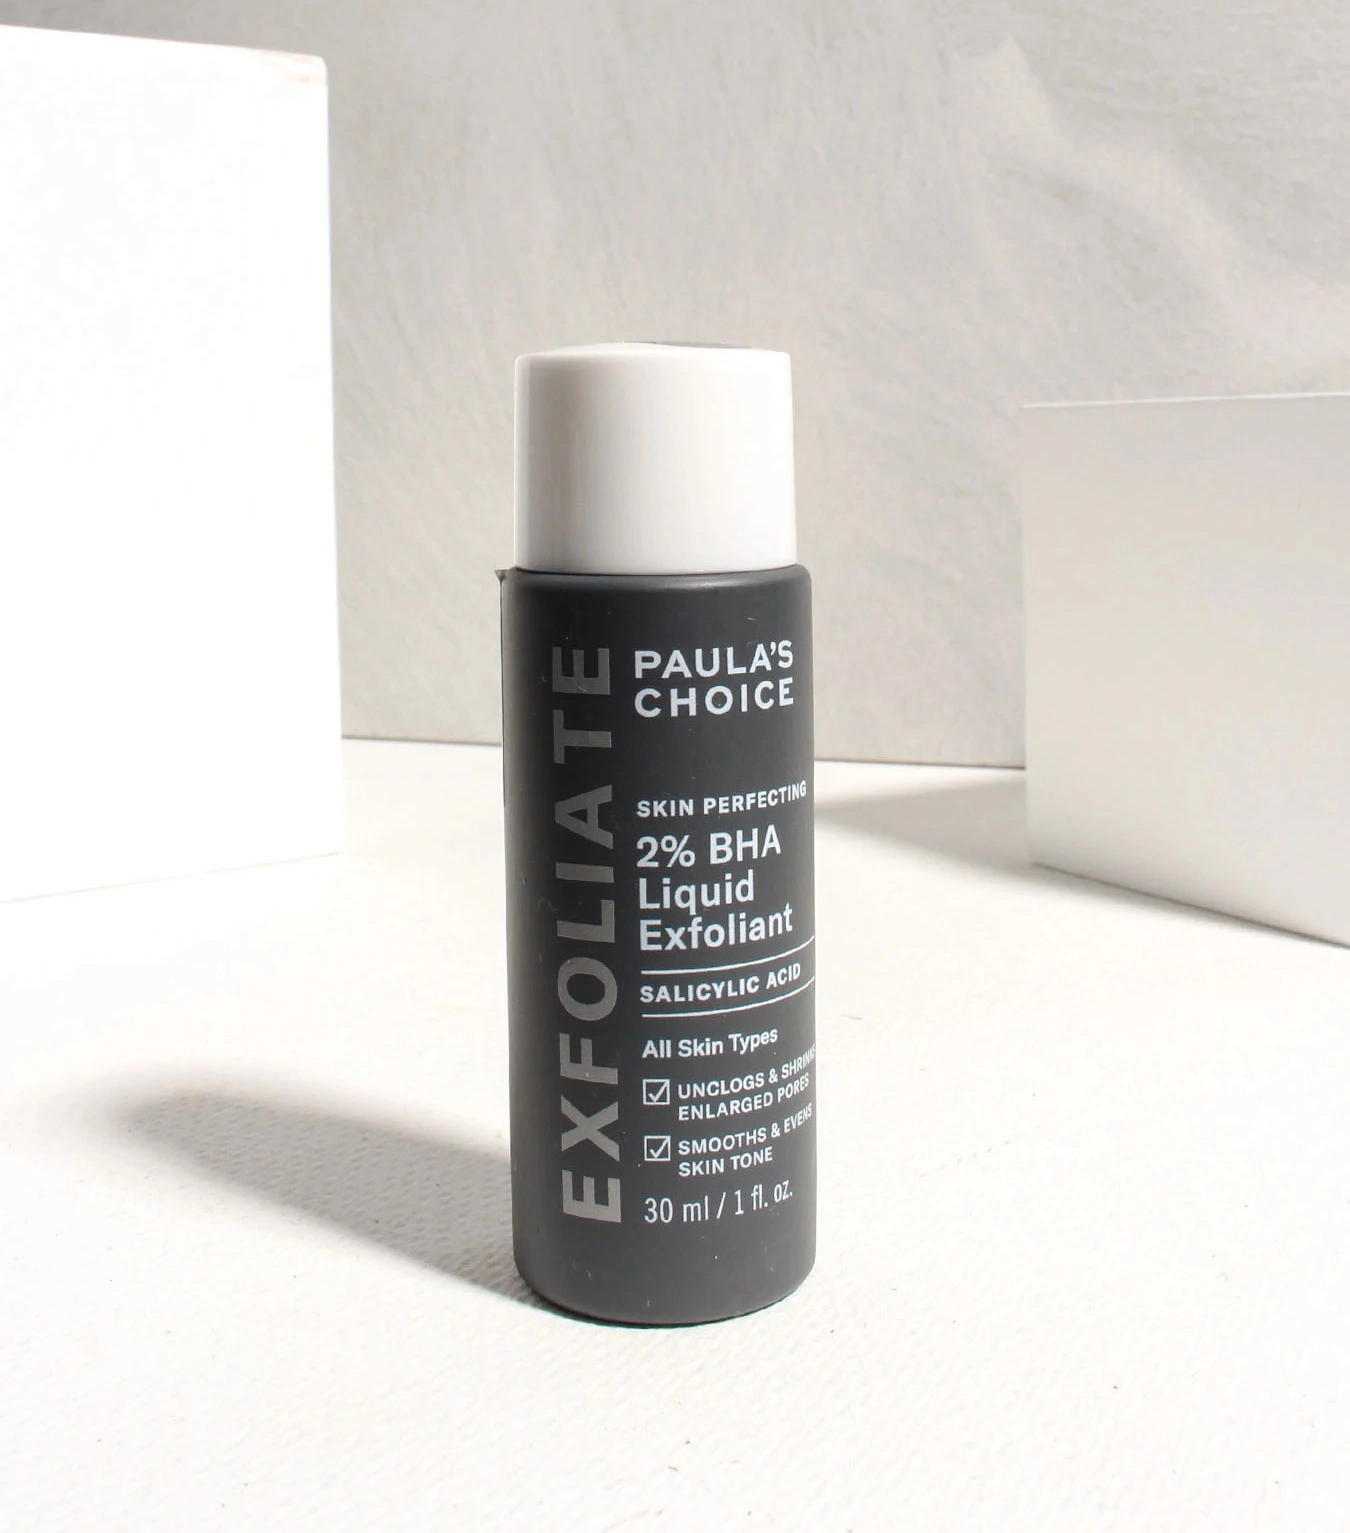 EXFOLIATE
PAULA'S
CHOICE
SKIN PERFECTING
2% BHA
Liquid
Exfoliant
SALICYLIC ACID
All Skin Types
UNCLOGS & SHRINKS
ENLARGED PORES
SMOOTHS & EVENS
SKIN TONE
30 ml / 1 fl. oz.